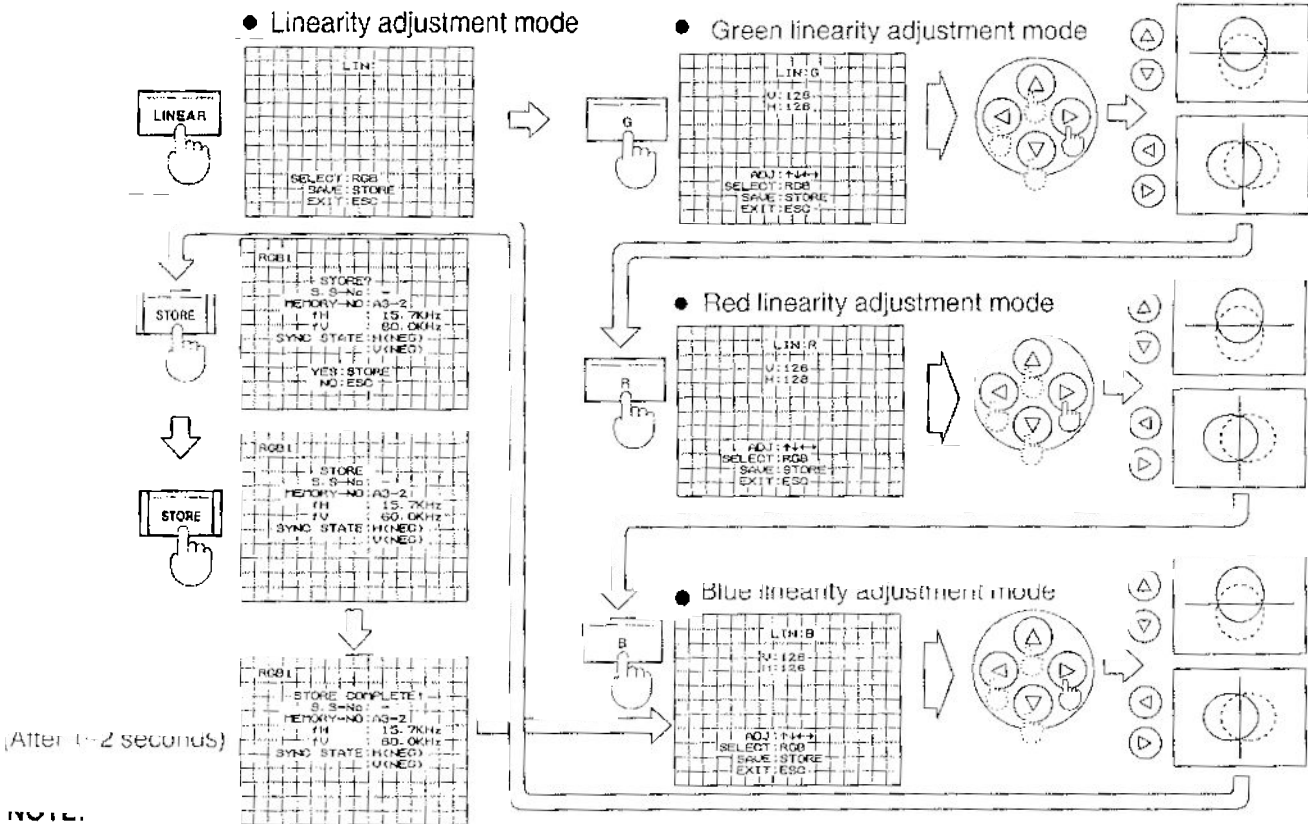 ● Linearity adjustment mode
LINEAR
LIN:
SELECT:RGB
SAVE:STORE
EXIT:ESC
● Green linearity adjustment mode
G
LIN:G
V:128
H:128
ADJ:↑↓←→
SELECT:RGB
SAVE:STORE
EXIT:ESC
STORE
RGB1
STORE?
S.S-No: -
MEMORY-NO:A3-2
fH : 15.7KHz
fV : 60.0KHz
SYNC STATE:H(NEG)
V(NEG)
YES:STORE
NO:ESC
● Red linearity adjustment mode
R
LIN:R
V:128
H:128
ADJ:↑↓←→
SELECT:RGB
SAVE:STORE
EXIT:ESC
STORE
RGB1
STORE
S.S-No: -
MEMORY-NO:A3-2
fH : 15.7KHz
fV : 60.0KHz
SYNC STATE:H(NEG)
V(NEG)
● Blue linearity adjustment mode
B
LIN:B
V:128
H:128
ADJ:↑↓←→
SELECT:RGB
SAVE:STORE
EXIT:ESC
(After 1~2 seconds)
RGB1
STORE COMPLETE!
S.S-No: -
MEMORY-NO:A3-2
fH : 15.7KHz
fV : 60.0KHz
SYNC STATE:H(NEG)
V(NEG)
NOTE: